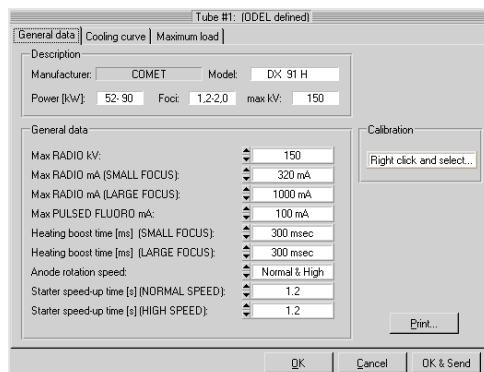 Tube #1: (ODEL defined)
General data Cooling curve Maximum load
Description
Manufacturer: COMET Model: DX 91 H
Power [kW]: 52- 90 Foci: 1,2-2,0 max kV: 150
General data
Max RADIO kV: 150
Max RADIO mA (SMALL FOCUS): 320 mA
Max RADIO mA (LARGE FOCUS): 1000 mA
Max PULSED FLUORO mA: 100 mA
Heating boost time [ms] (SMALL FOCUS): 300 msec
Heating boost time [ms] (LARGE FOCUS): 300 msec
Anode rotation speed: Normal & High
Starter speed-up time [s] (NORMAL SPEED): 1.2
Starter speed-up time [s] (HIGH SPEED): 1.2
Calibration
Right click and select...
Print...
OK Cancel OK & Send